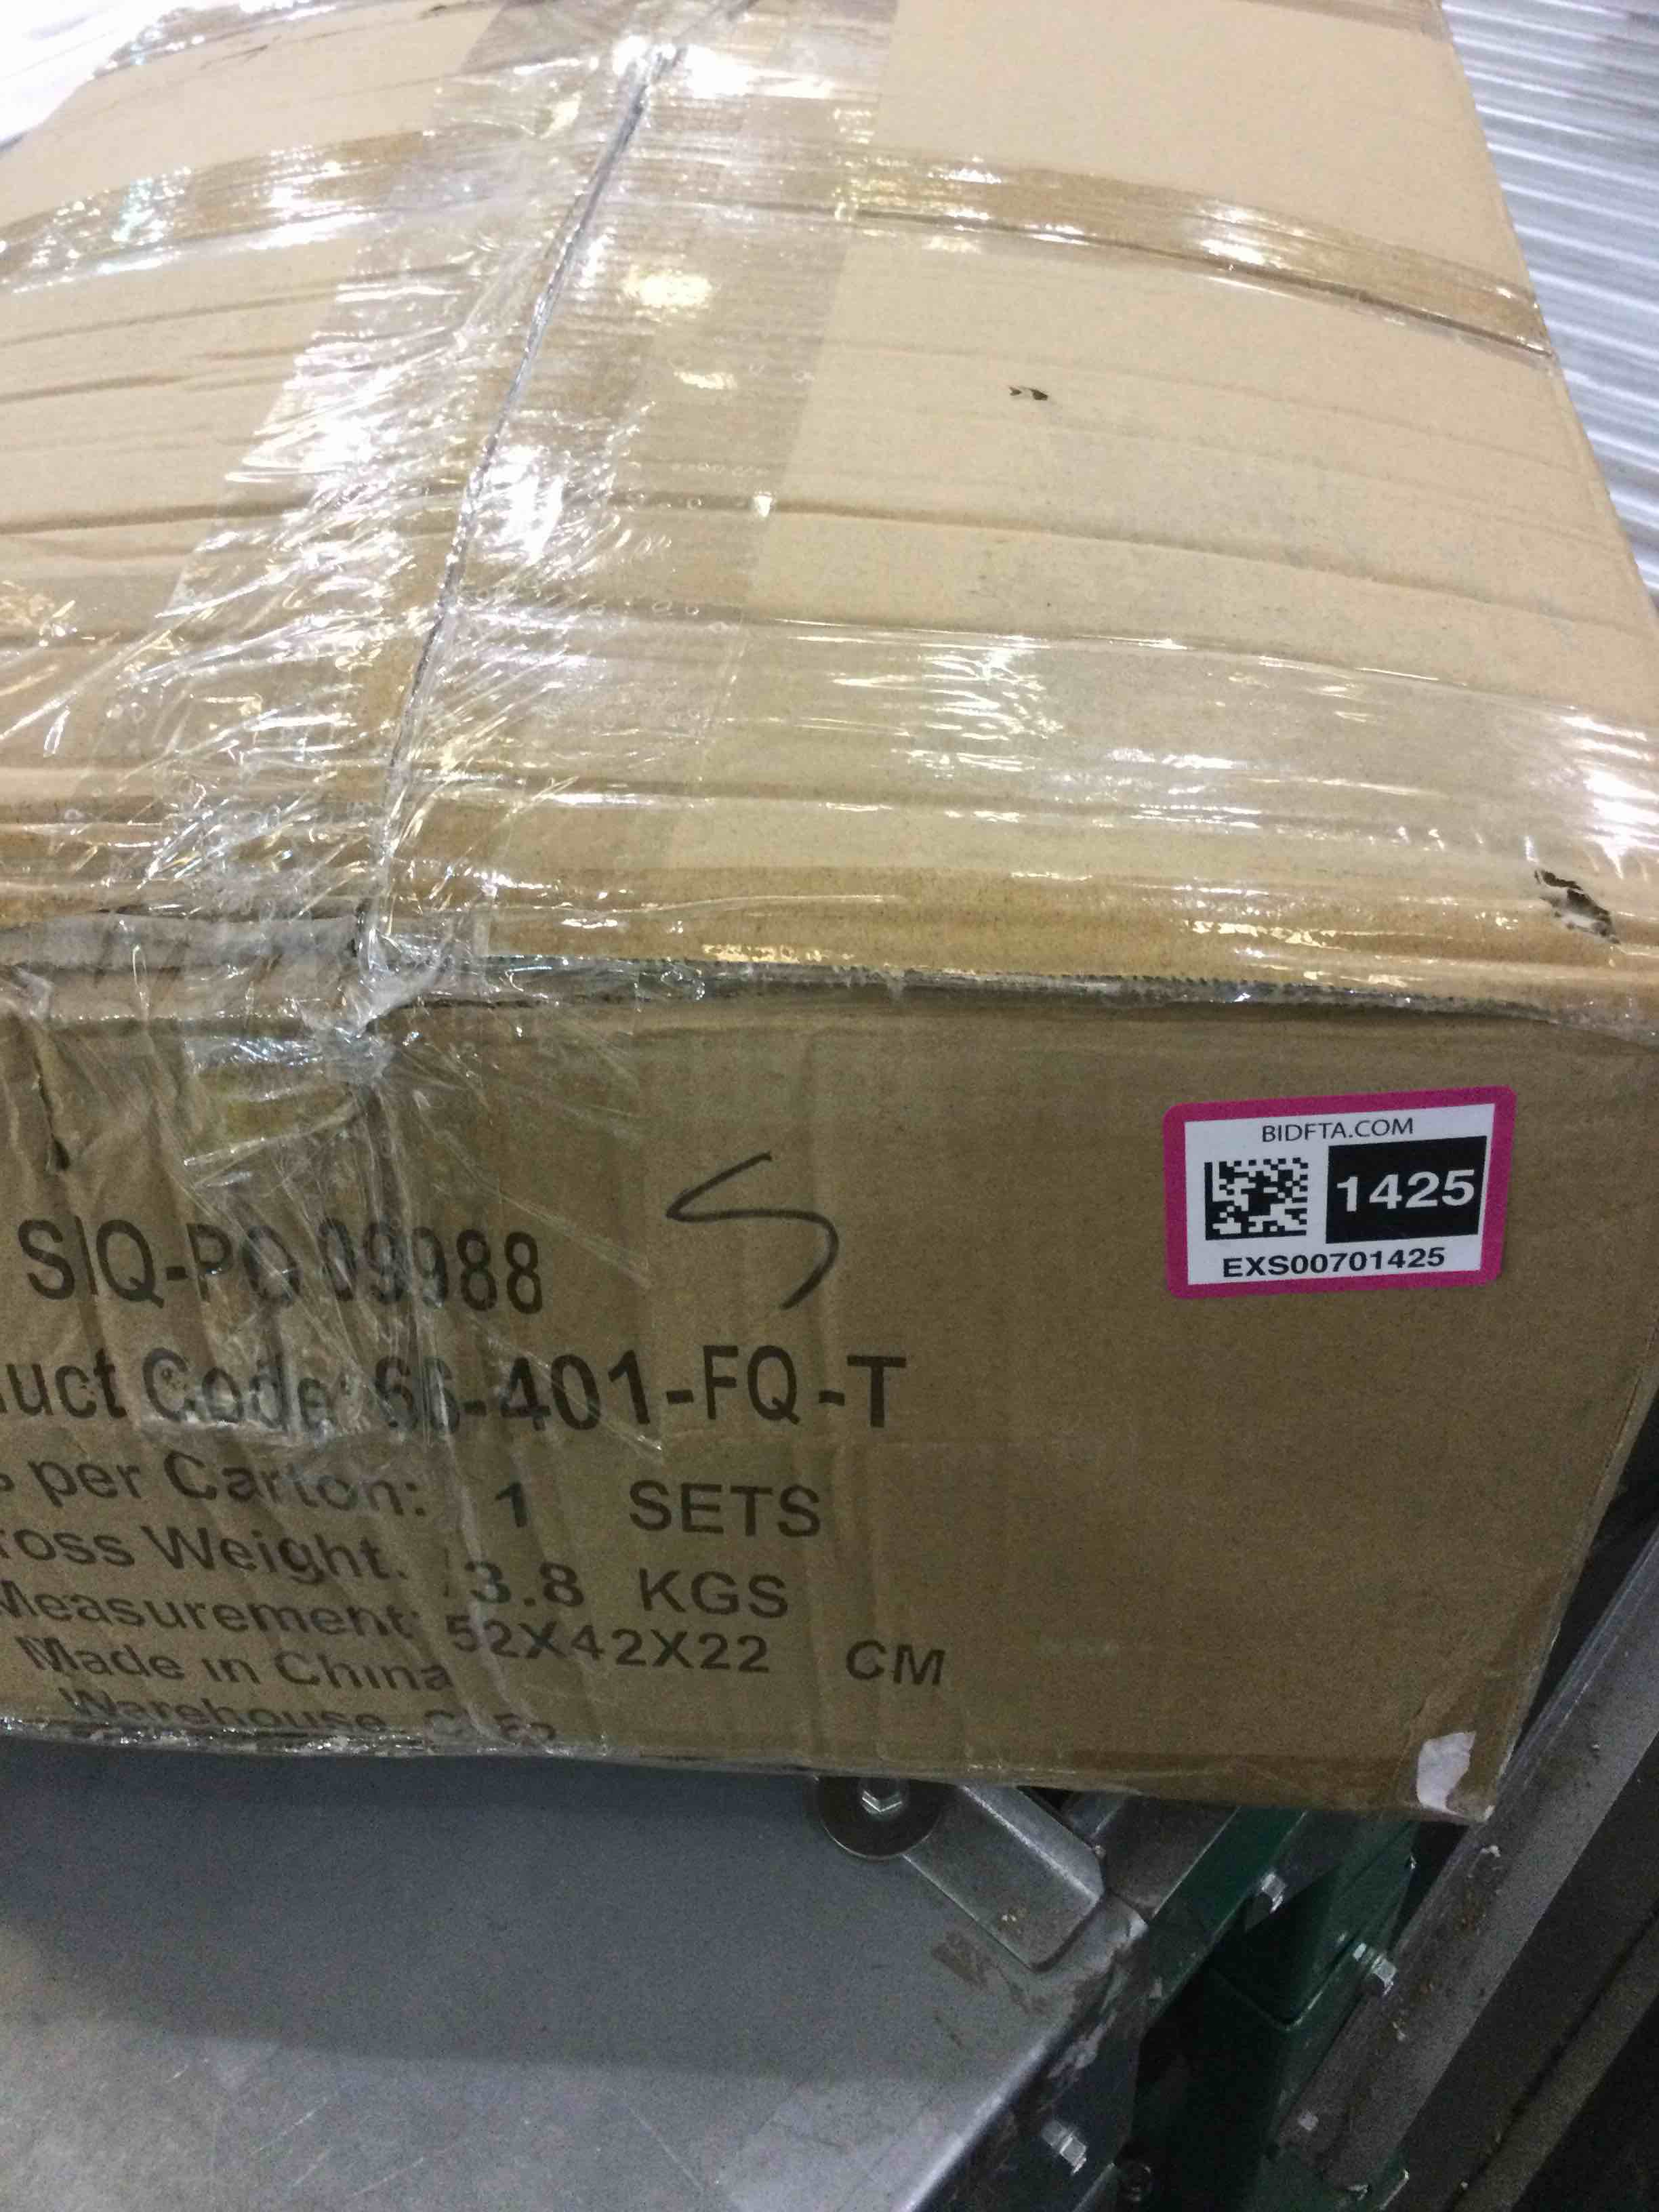 BIDFTA.COM
1425
EXS00701425
S
SIQ-PO 09988
uct Code: 66-401-FQ-T
per Carton: 1 SETS
ross Weight: 3.8 KGS
Measurement: 52X42X22 CM
Made in China
Warehouse